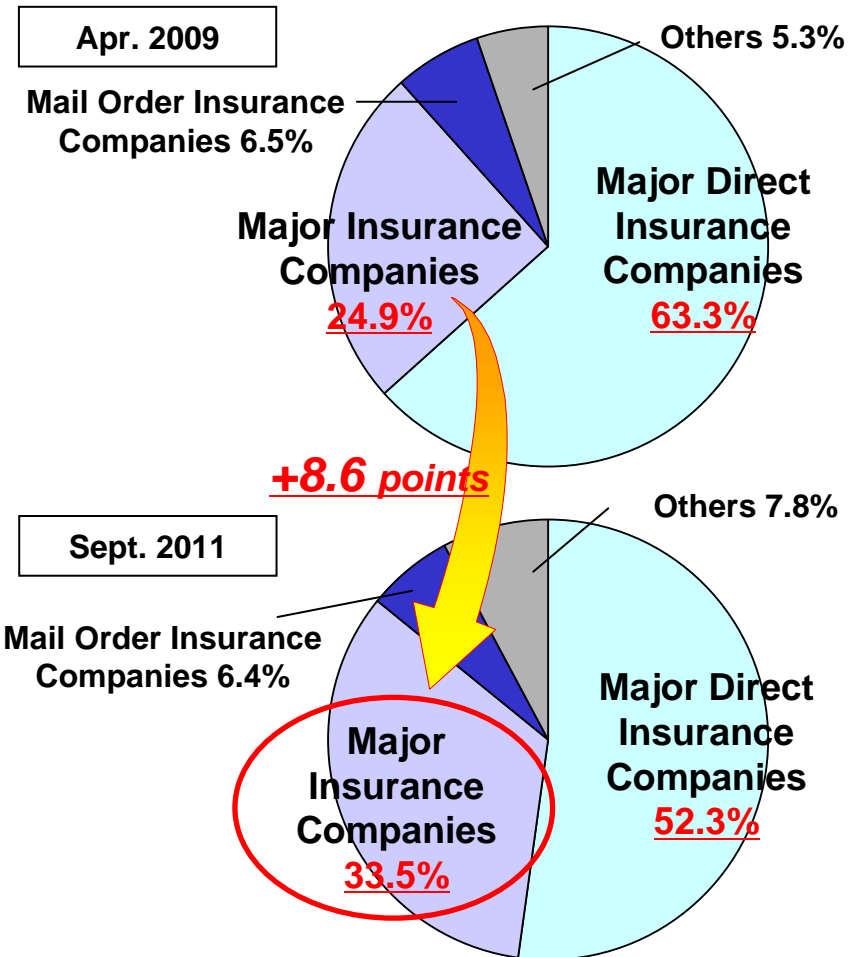 Apr. 2009
Others 5.3%
Mail Order Insurance
Companies 6.5%
Major Direct
Insurance
Companies
63.3%
Major Insurance
Companies
24.9%
+8.6 points
Sept. 2011
Others 7.8%
Mail Order Insurance
Companies 6.4%
Major Direct
Insurance
Companies
52.3%
Major
Insurance
Companies
33.5%